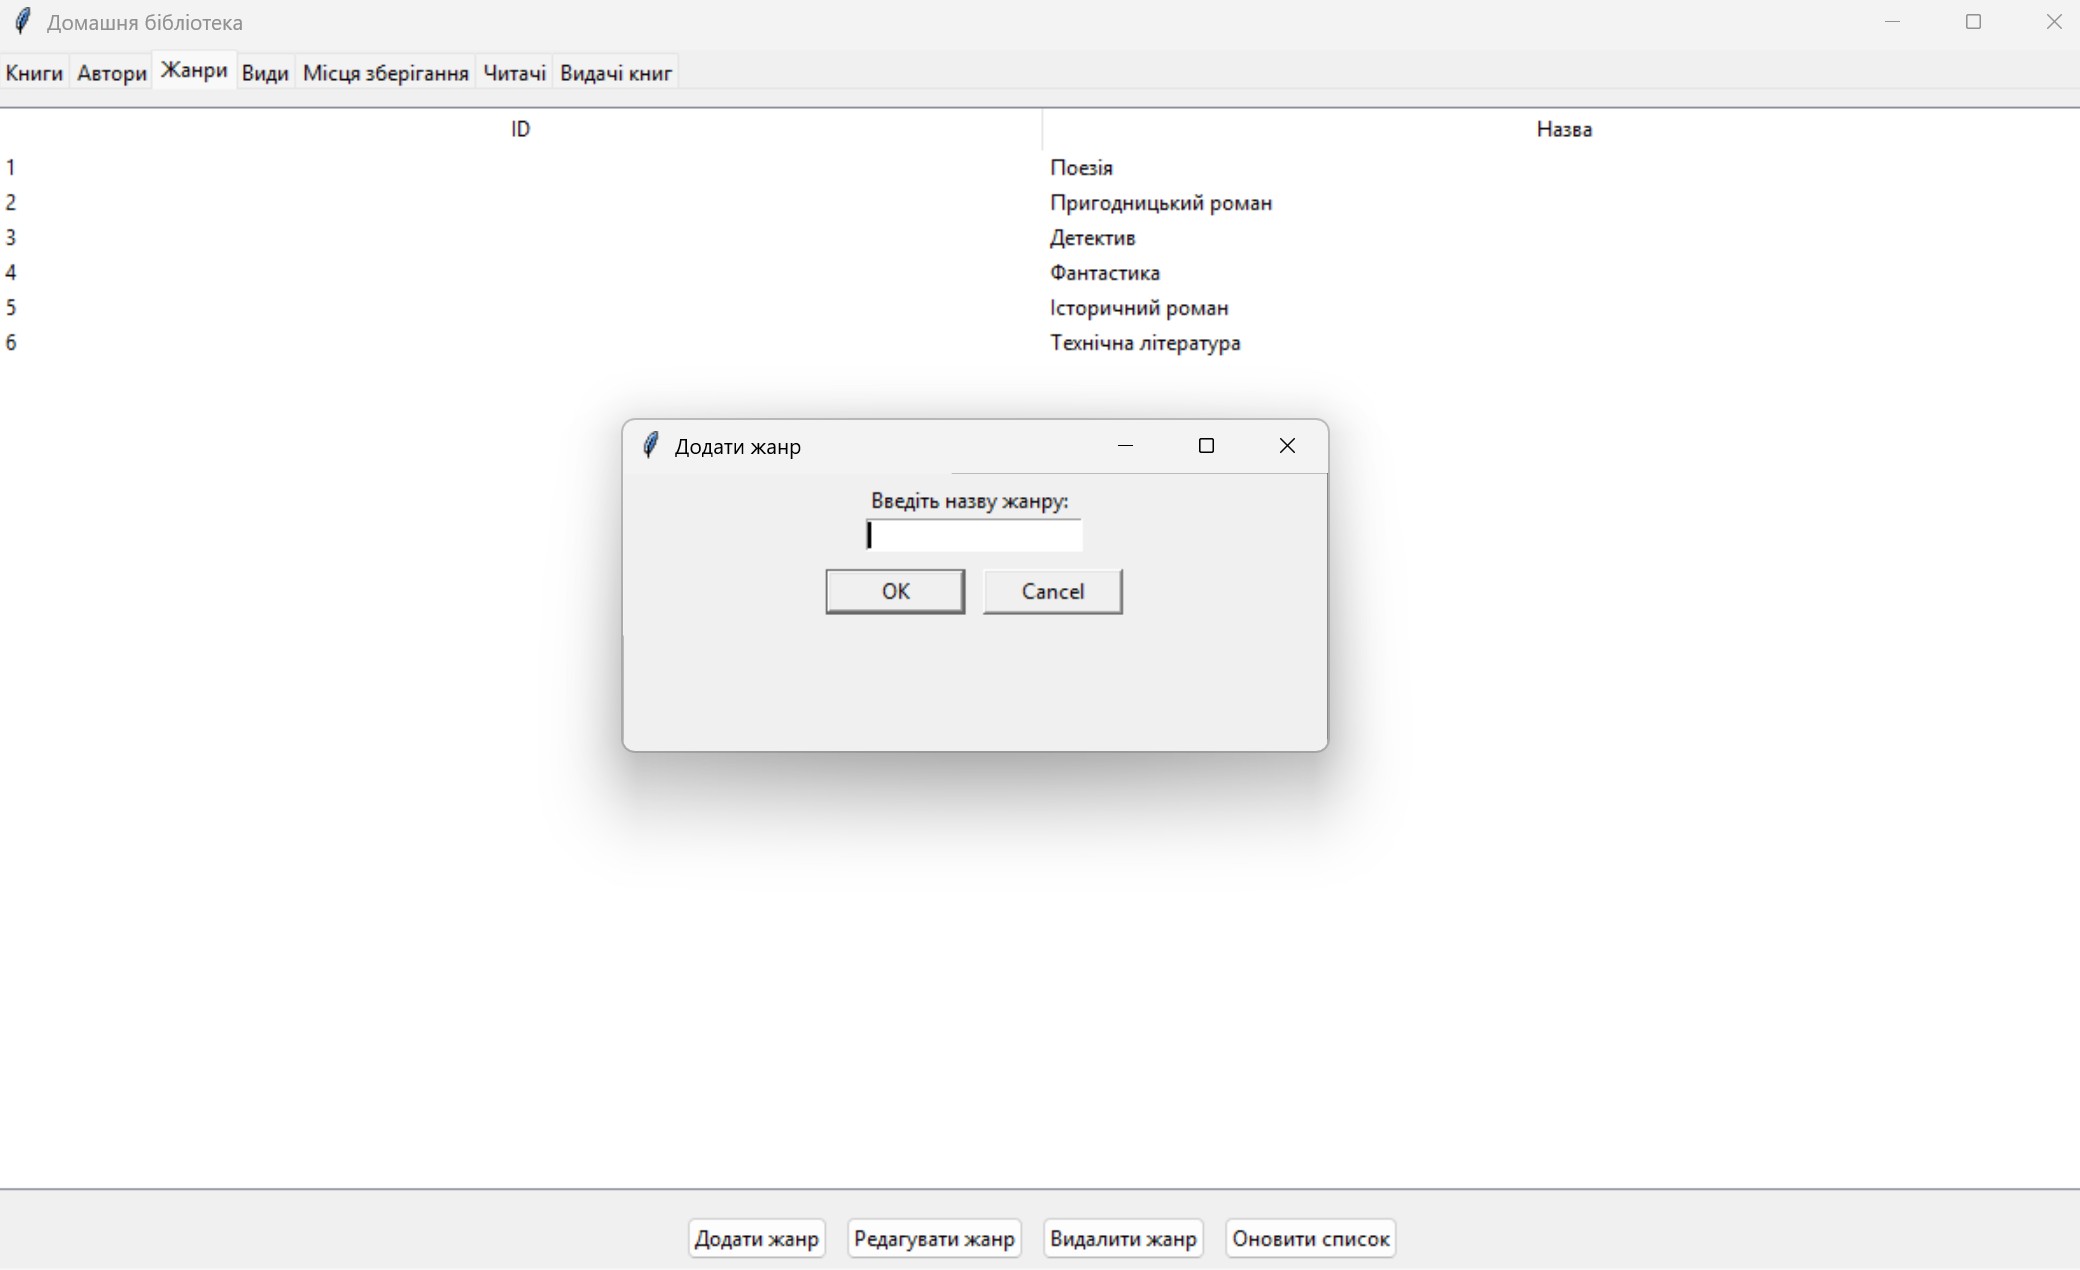 Домашня бібліотека
Книги Автори Жанри Види Місця зберігання Читачі Видачі книг
ID Назва
1 Поезія
2 Пригодницький роман
3 Детектив
4 Фантастика
5 Історичний роман
6 Технічна література
Додати жанр
Введіть назву жанру:
OK Cancel
Додати жанр Редагувати жанр Видалити жанр Оновити список